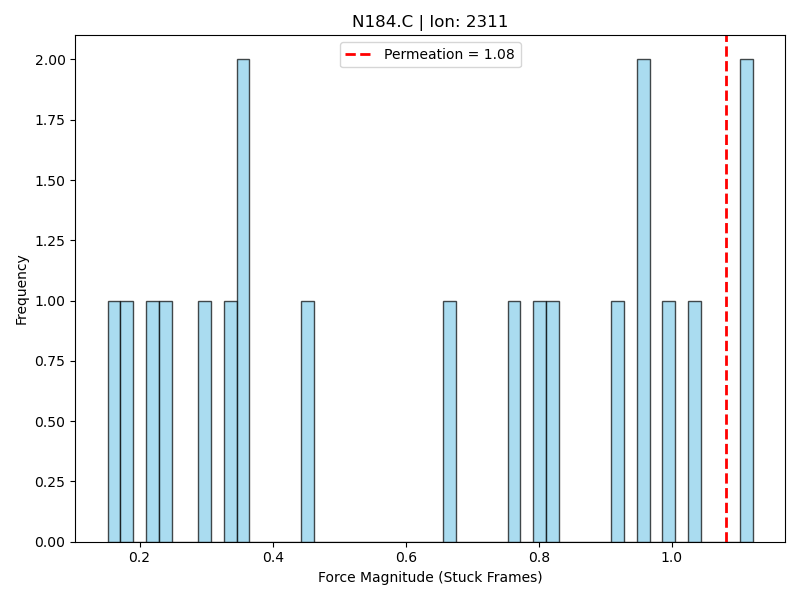 N184.C | Ion: 2311
Permeation = 1.08
2.00
1.75
1.50
1.25
1.00
0.75
0.50
0.25
0.00
Frequency
0.2 0.4 0.6 0.8 1.0
Force Magnitude (Stuck Frames)